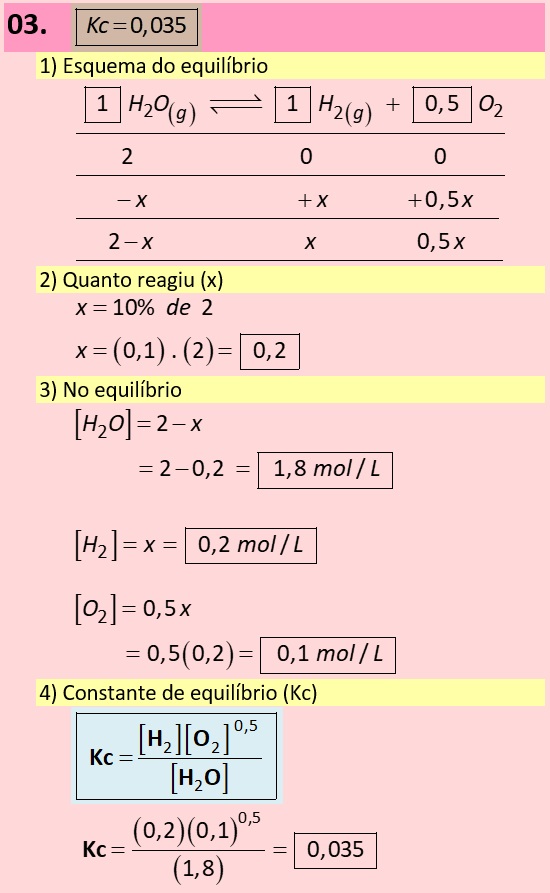 03. Kc = 0,035
1) Esquema do equilíbrio
1 H₂O(g) ⇌ 1 H₂(g) + 0,5 O₂
2 0 0
−x +x +0,5x
2−x x 0,5x
2) Quanto reagiu (x)
x = 10% de 2
x = (0,1) . (2) = 0,2
3) No equilíbrio
[H₂O] = 2 − x
= 2 − 0,2 = 1,8 mol / L
[H₂] = x = 0,2 mol / L
[O₂] = 0,5x
= 0,5(0,2) = 0,1 mol / L
4) Constante de equilíbrio (Kc)
Kc = [H₂][O₂]^0,5 / [H₂O]
Kc = (0,2)(0,1)^0,5 / (1,8) = 0,035